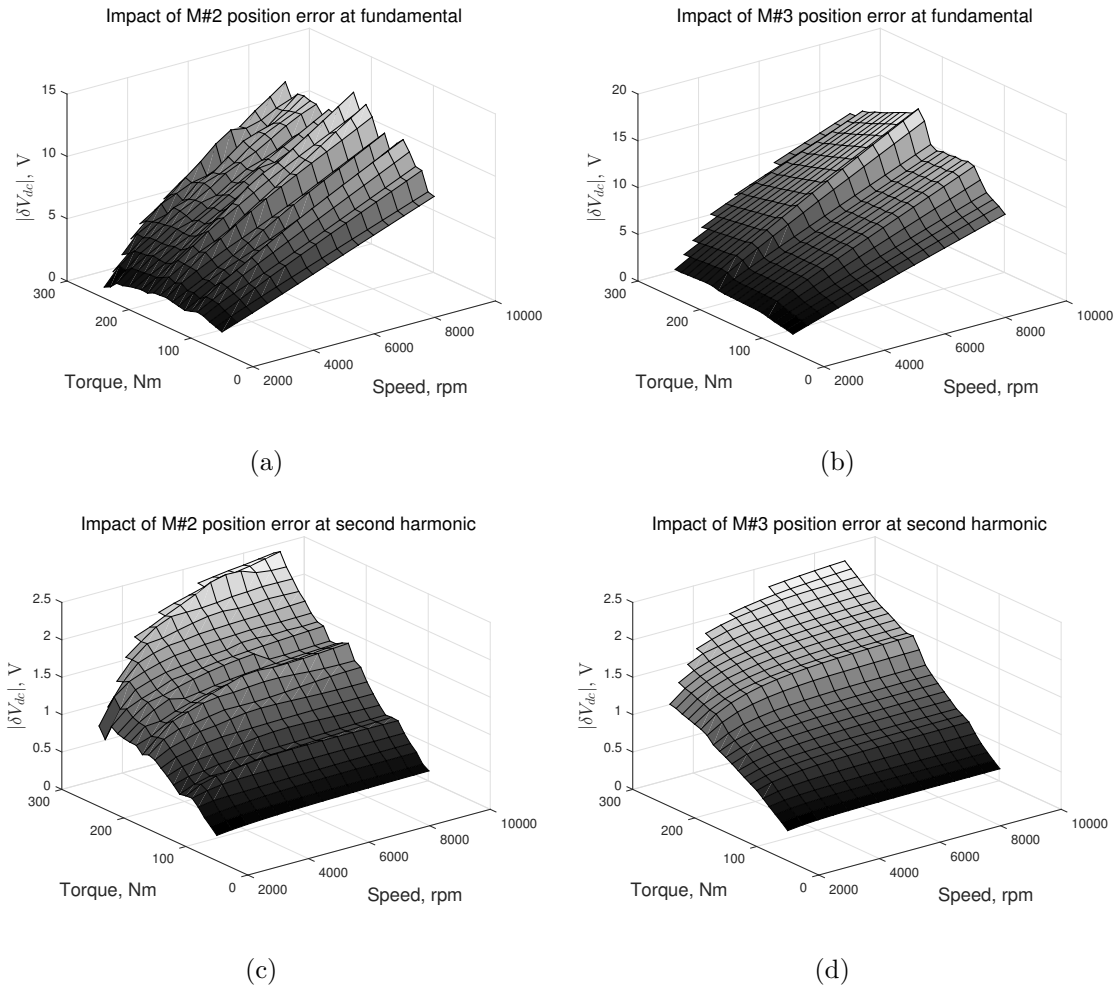 Impact of M#2 position error at fundamental
15
10
5
0
|δV_dc|, V
300
200
100
0
Torque, Nm
2000
4000
6000
8000
10000
Speed, rpm
(a)
Impact of M#3 position error at fundamental
20
15
10
5
0
|δV_dc|, V
300
200
100
0
Torque, Nm
2000
4000
6000
8000
10000
Speed, rpm
(b)
Impact of M#2 position error at second harmonic
2.5
2
1.5
1
0.5
0
|δV_dc|, V
300
200
100
0
Torque, Nm
2000
4000
6000
8000
10000
Speed, rpm
(c)
Impact of M#3 position error at second harmonic
2.5
2
1.5
1
0.5
0
|δV_dc|, V
300
200
100
0
Torque, Nm
2000
4000
6000
8000
10000
Speed, rpm
(d)